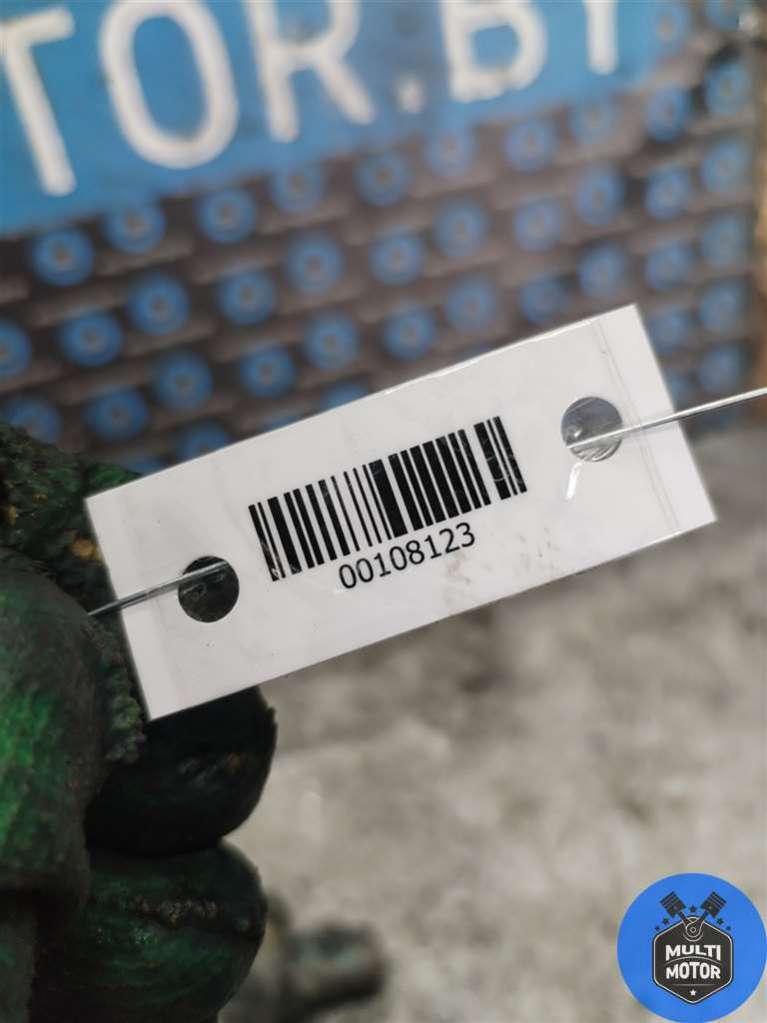 TOR.BY
00108123
MULTI
MOTOR